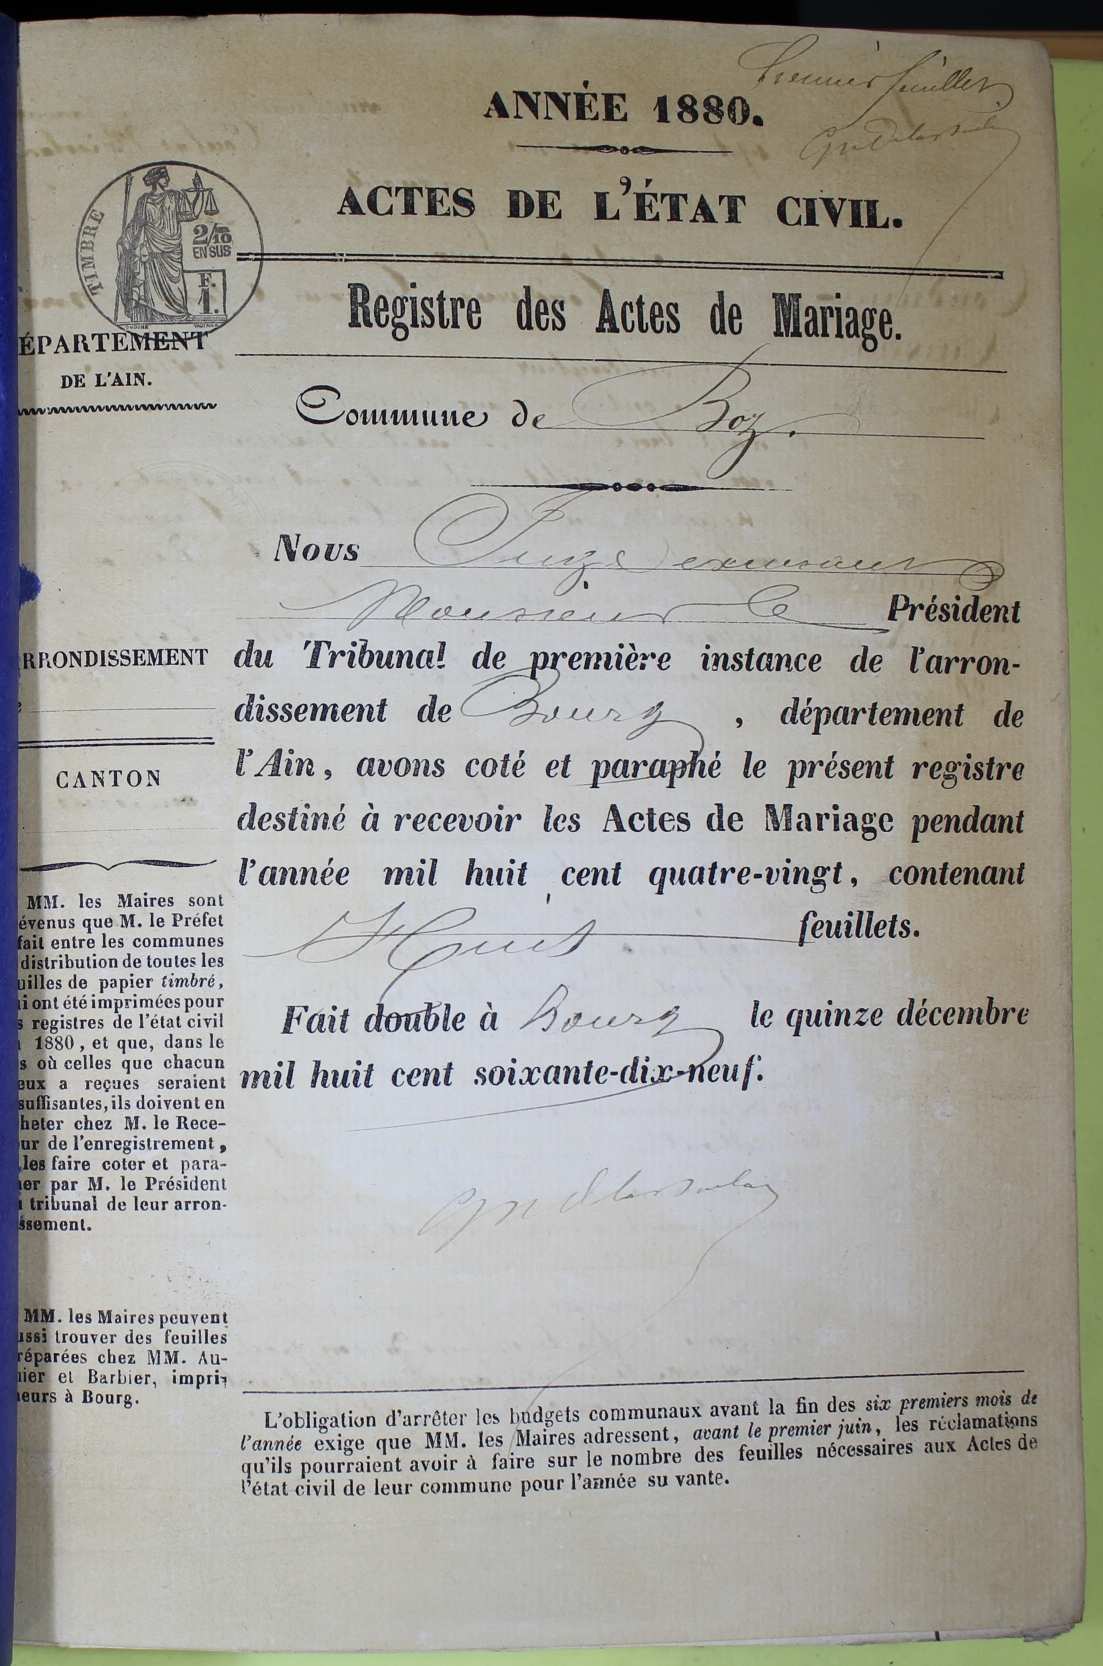 Premier feuillet
ANNÉE 1880.
ACTES DE L'ÉTAT CIVIL.
TIMBRE
2/10
EN SUS
F.
1.
Registre des Actes de Mariage.
ÉPARTEMENT
DE L'AIN.
Commune de Boz.
Nous Juge
Monsieur le Président
du Tribunal de première instance de l'arron-
dissement de Bourg, département de
l'Ain, avons coté et paraphé le présent registre
destiné à recevoir les Actes de Mariage pendant
l'année mil huit cent quatre-vingt, contenant
Huit feuillets.
Fait double à Bourg le quinze décembre
mil huit cent soixante-dix-neuf.
RRONDISSEMENT
CANTON
MM. les Maires sont
évenus que M. le Préfet
fait entre les communes
distribution de toutes les
uilles de papier timbré,
i ont été imprimées pour
s registres de l'état civil
1880, et que, dans le
s où celles que chacun
eux a reçues seraient
suffisantes, ils doivent en
heter chez M. le Rece-
ur de l'enregistrement,
les faire coter et para-
er par M. le Président
tribunal de leur arron-
ssement.
MM. les Maires peuvent
ussi trouver des feuilles
réparées chez MM. Au-
nier et Barbier, impri-
eurs à Bourg.
L'obligation d'arrêter les budgets communaux avant la fin des six premiers mois de
l'année exige que MM. les Maires adressent, avant le premier juin, les réclamations
qu'ils pourraient avoir à faire sur le nombre des feuilles nécessaires aux Actes de
l'état civil de leur commune pour l'année su vante.